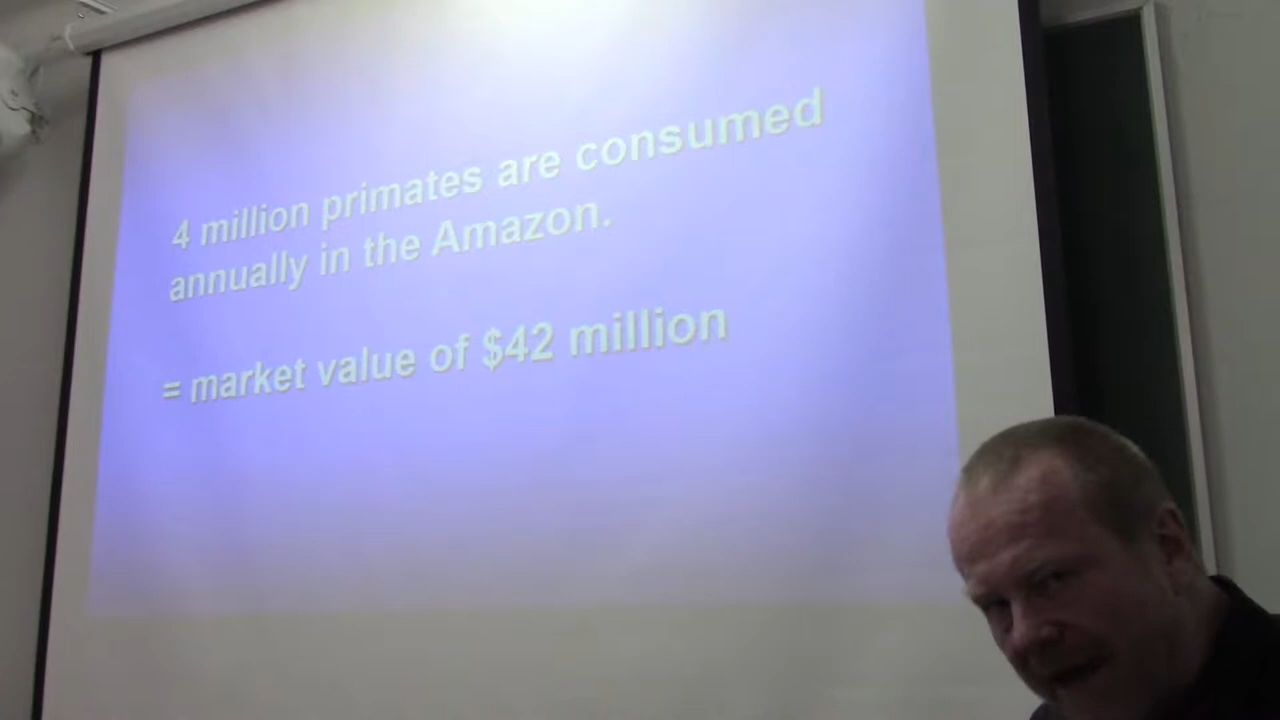 4 million primates are consumed
annually in the Amazon.
= market value of $42 million